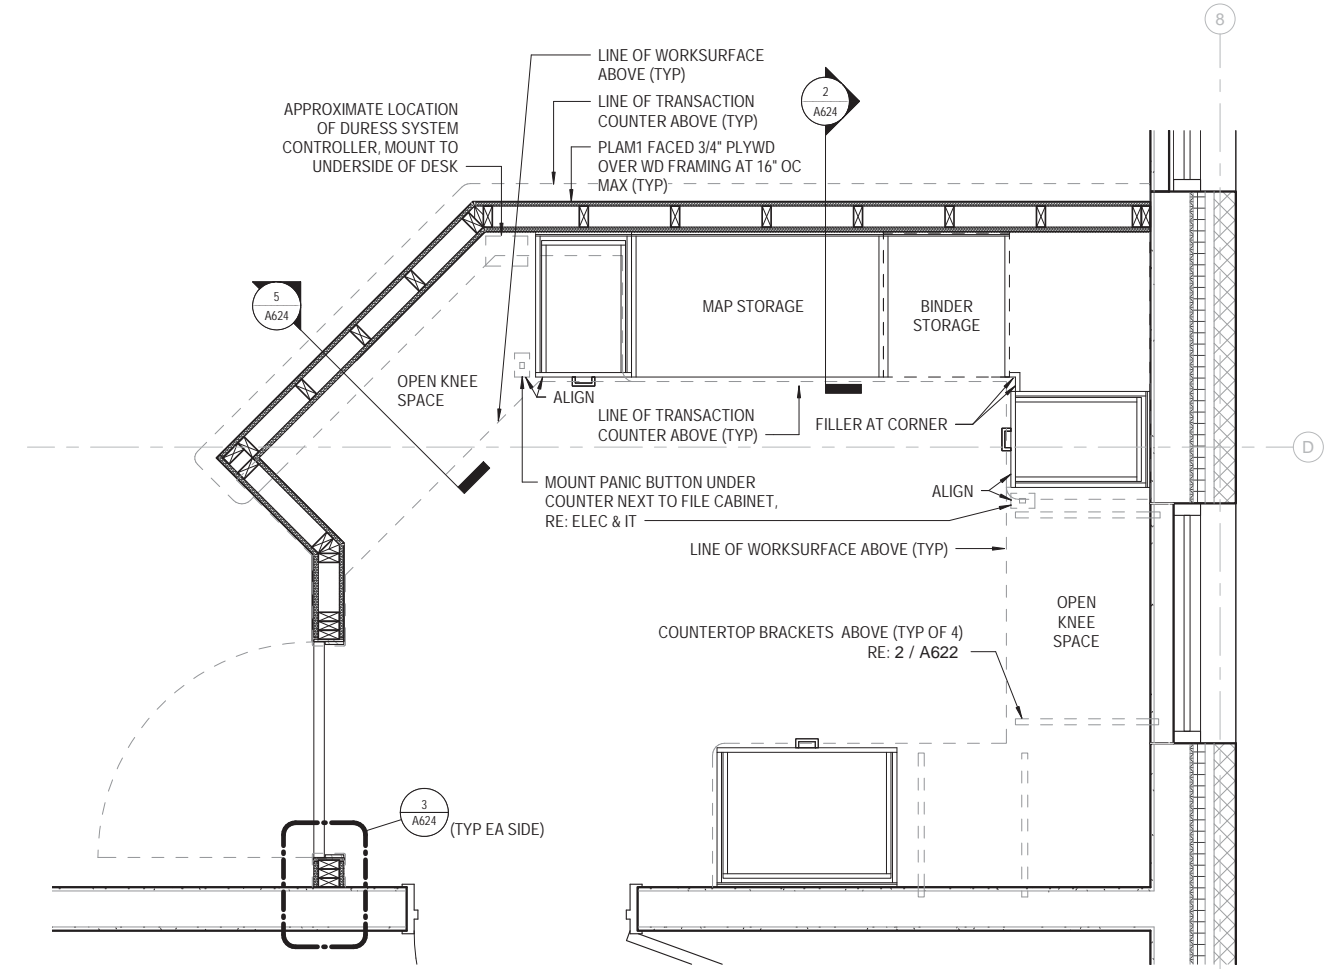 8
LINE OF WORKSURFACE
ABOVE (TYP)
LINE OF TRANSACTION
COUNTER ABOVE (TYP)
2
A624
APPROXIMATE LOCATION
OF DURESS SYSTEM
CONTROLLER, MOUNT TO
UNDERSIDE OF DESK
PLAM1 FACED 3/4" PLYWD
OVER WD FRAMING AT 16" OC
MAX (TYP)
5
A624
MAP STORAGE
BINDER
STORAGE
OPEN KNEE
SPACE
ALIGN
LINE OF TRANSACTION
COUNTER ABOVE (TYP)
FILLER AT CORNER
D
MOUNT PANIC BUTTON UNDER
COUNTER NEXT TO FILE CABINET,
RE: ELEC & IT
ALIGN
LINE OF WORKSURFACE ABOVE (TYP)
OPEN
KNEE
SPACE
COUNTERTOP BRACKETS ABOVE (TYP OF 4)
RE: 2 / A622
3
A624
(TYP EA SIDE)